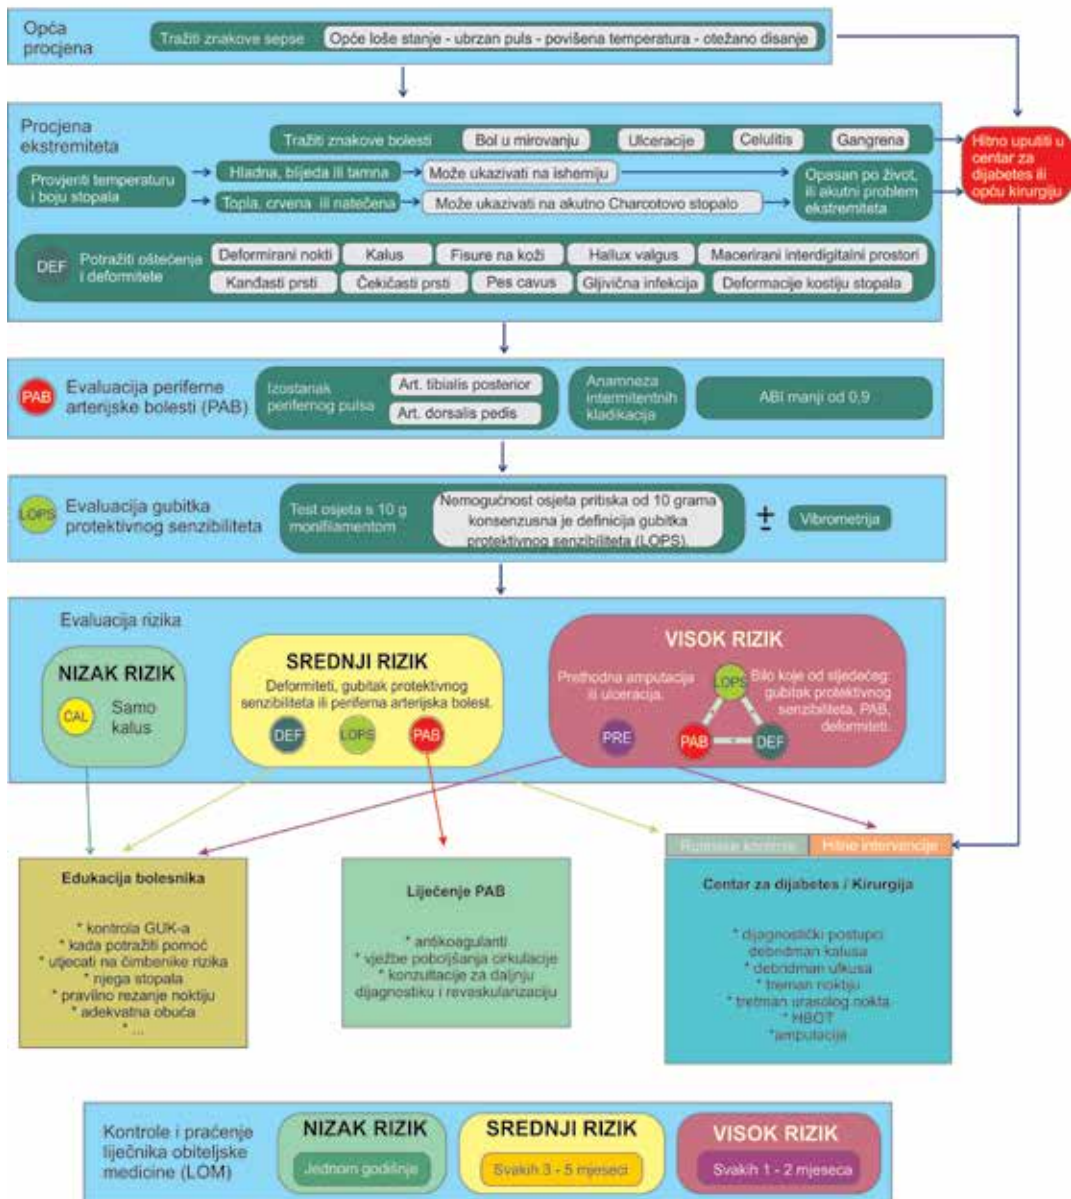 Opća
procjena
Tražiti znakove sepse
Opće loše stanje - ubrzan puls - povišena temperatura - otežano disanje
Procjena
ekstremiteta
Tražiti znakove bolesti
Bol u mirovanju
Ulceracije
Celulitis
Gangrena
Hitno uputiti u
centar za
dijabetes ili
opću kirurgiju
Provjeriti temperaturu
i boju stopala
Hladna, blijeda ili tamna
Može ukazivati na ishemiju
Topla, crvena ili natečena
Može ukazivati na akutno Charcotovo stopalo
Opasan po život,
ili akutni problem
ekstremiteta
DEF
Potražiti oštećenja
i deformitete
Deformirani nokti
Kalus
Fisure na koži
Hallux valgus
Macerirani interdigitalni prostori
Kanđasti prsti
Čekičasti prsti
Pes cavus
Gljivična infekcija
Deformacije kostiju stopala
PAB
Evaluacija periferne
arterijske bolesti (PAB)
Izostanak
perifernog pulsa
Art. tibialis posterior
Art. dorsalis pedis
Anamneza
intermitentnih
kladikacija
ABI manji od 0,9
LOPS
Evaluacija gubitka
protektivnog senzibiliteta
Test osjeta s 10 g
monifilamentom
Nemogućnost osjeta pritiska od 10 grama
konsenzusna je definicija gubitka
protektivnog senzibiliteta (LOPS).
±
Vibrometrija
Evaluacija rizika
NIZAK RIZIK
CAL
Samo
kalus
SREDNJI RIZIK
Deformiteti, gubitak protektivnog
senzibiliteta ili periferna arterijska bolest.
DEF
LOPS
PAB
VISOK RIZIK
Prethodna amputacija
ili ulceracija.
PRE
LOPS
PAB
DEF
Bilo koje od sljedećeg:
gubitak protektivnog
senzibiliteta, PAB,
deformiteti.
Edukacija bolesnika
* kontrola GUK-a
* kada potražiti pomoć
* utjecati na čimbenike rizika
* njega stopala
* pravilno rezanje noktiju
* adekvatna obuća
* ...
Liječenje PAB
* antikoagulanti
* vježbe poboljšanja cirkulacije
* konzultacije za daljnju
dijagnostiku i revaskularizaciju
Rutinske kontrole
Hitne intervencije
Centar za dijabetes / Kirurgija
* dijagnostički postupci
debridman kalusa
* debridman ulkusa
* treman noktiju
* tretman uraslog nokta
* HBOT
*amputacija
Kontrole i praćenje
liječnika obiteljske
medicine (LOM)
NIZAK RIZIK
Jednom godišnje
SREDNJI RIZIK
Svakih 3 - 5 mjeseci
VISOK RIZIK
Svakih 1 - 2 mjeseca